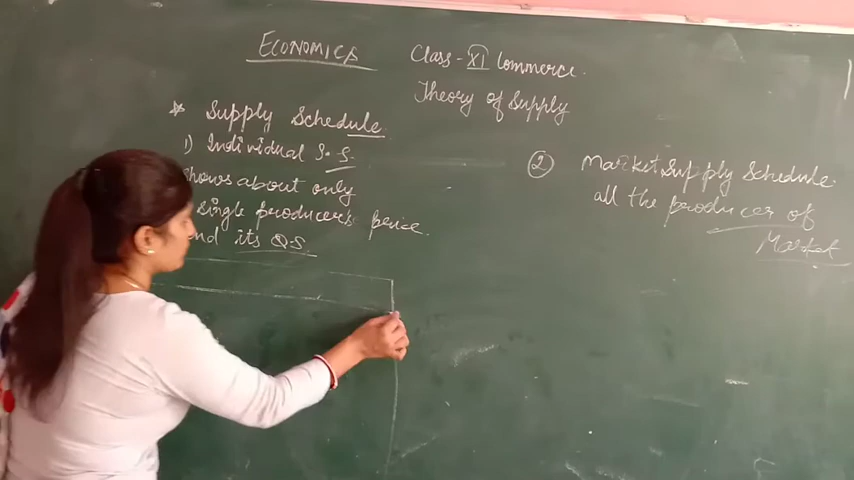 ECONOMICS Class - XI Commerce.
Theory of Supply
* Supply Schedule.
1) Individual S.S.
Shows about only
single producer's price
and its Q.S.
② Market Supply Schedule.
all the producer of
Market